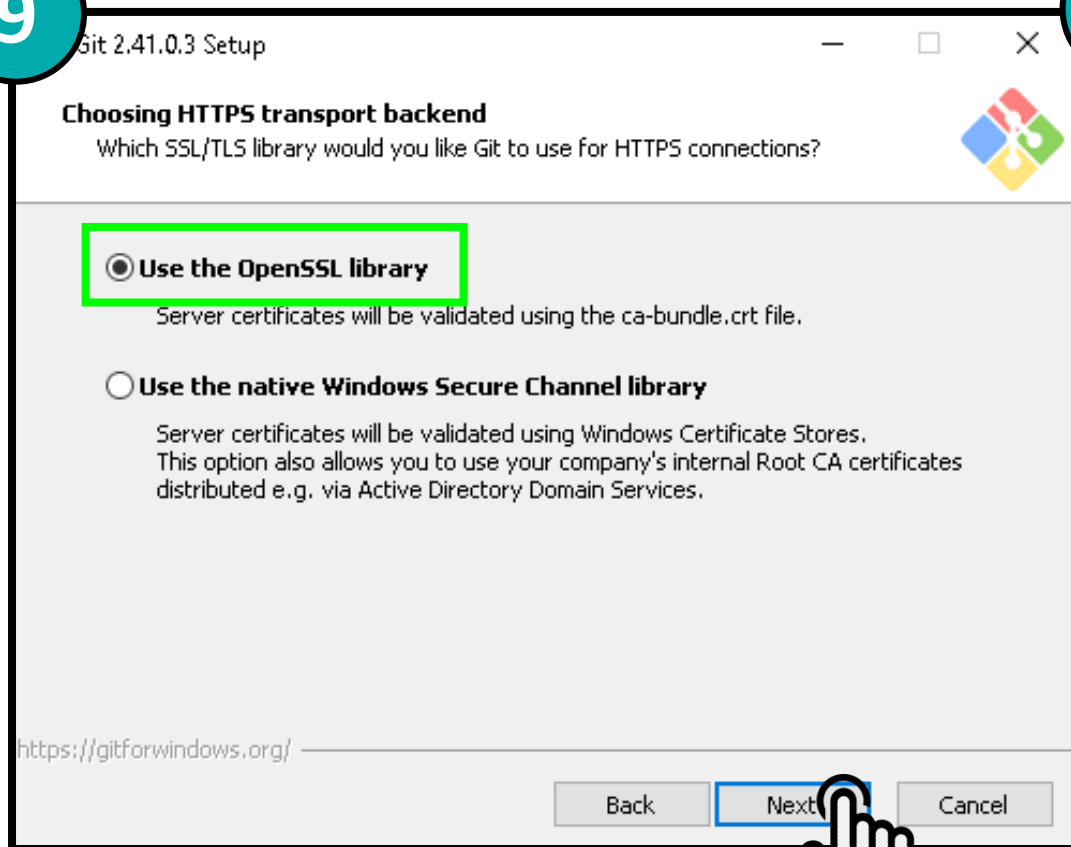 9
Git 2.41.0.3 Setup
Choosing HTTPS transport backend
Which SSL/TLS library would you like Git to use for HTTPS connections?
Use the OpenSSL library
Server certificates will be validated using the ca-bundle.crt file.
Use the native Windows Secure Channel library
Server certificates will be validated using Windows Certificate Stores.
This option also allows you to use your company's internal Root CA certificates
distributed e.g. via Active Directory Domain Services.
https://gitforwindows.org/
Back
Next
Cancel